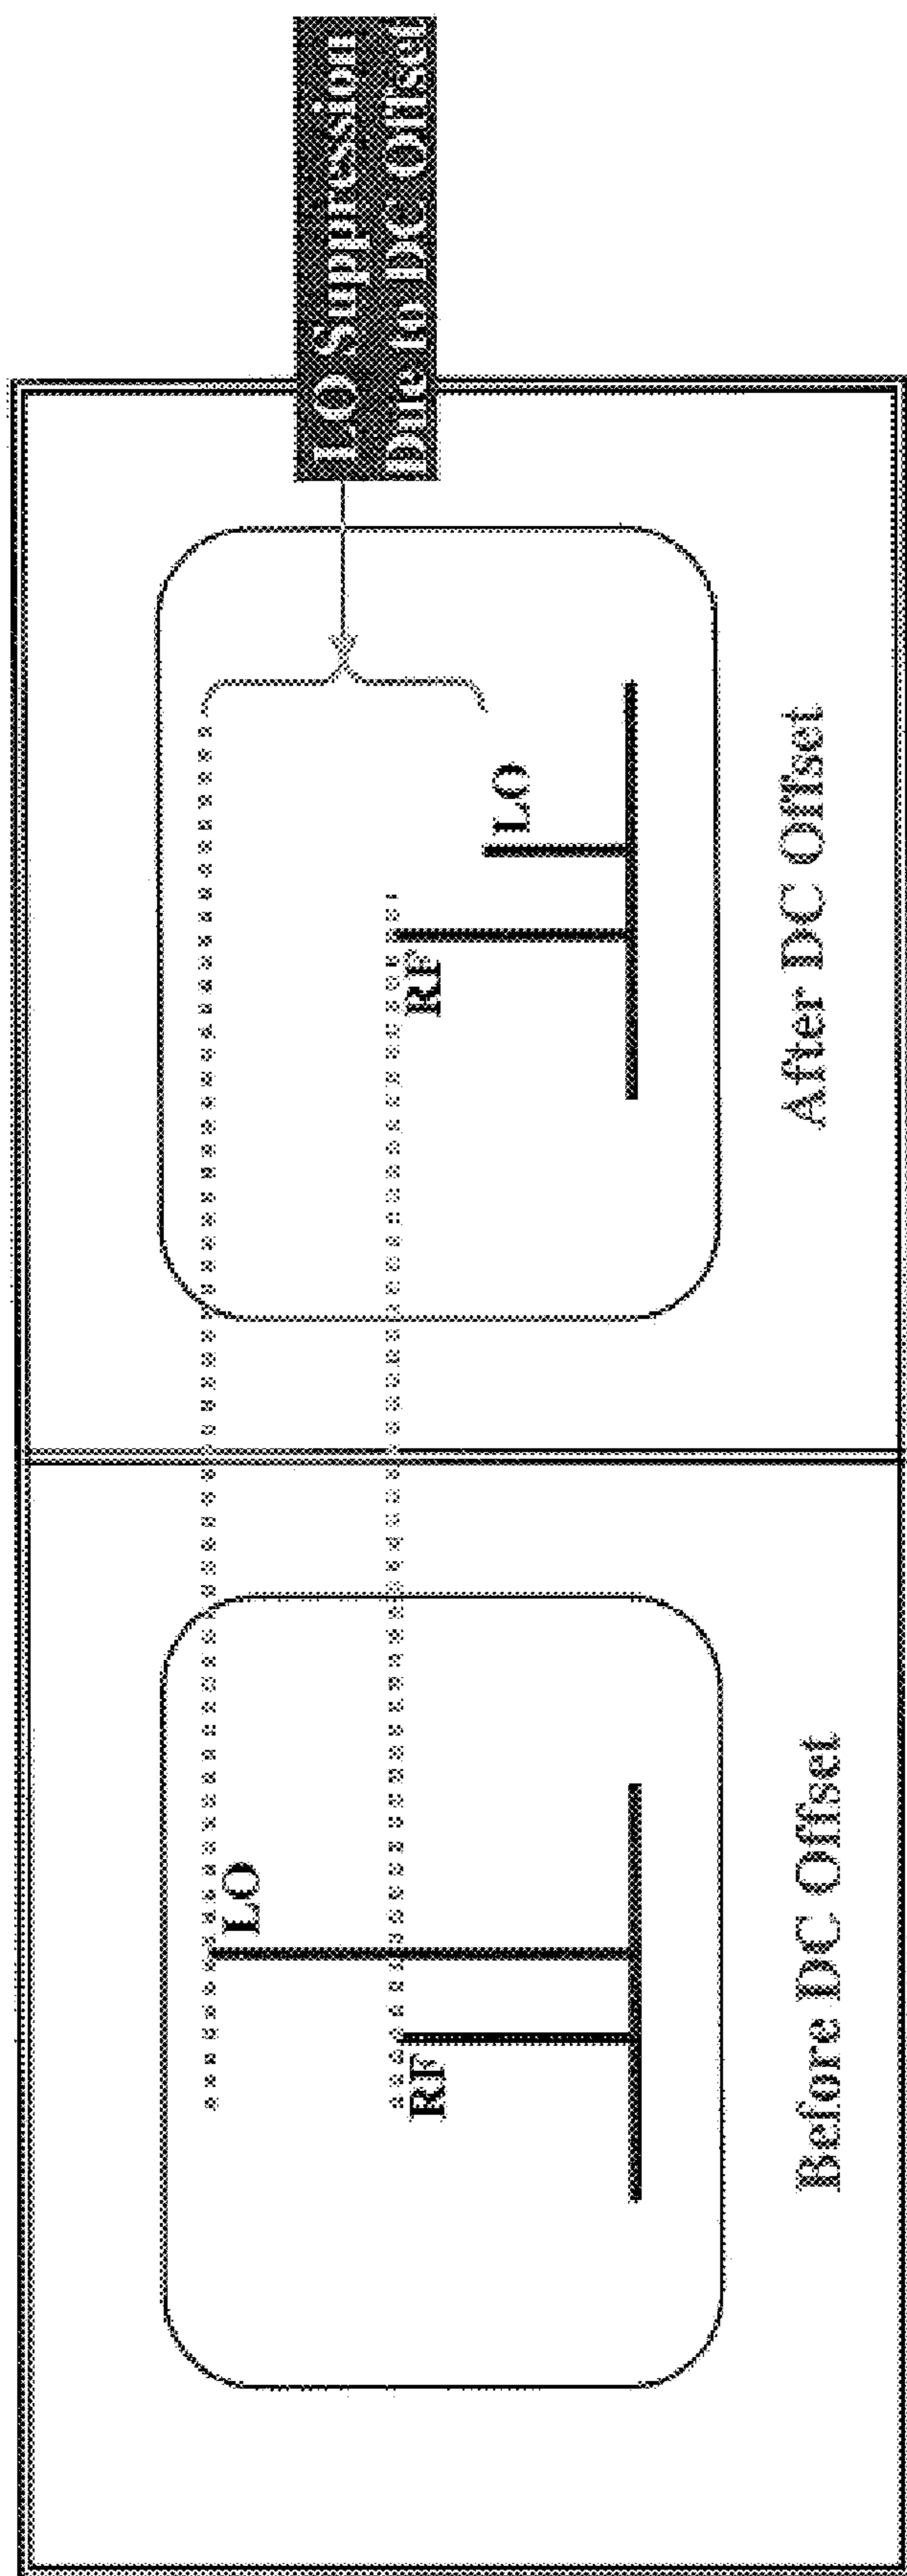 LO Suppression
Due to DC Offset
LO
RF
Before DC Offset
RF
LO
After DC Offset